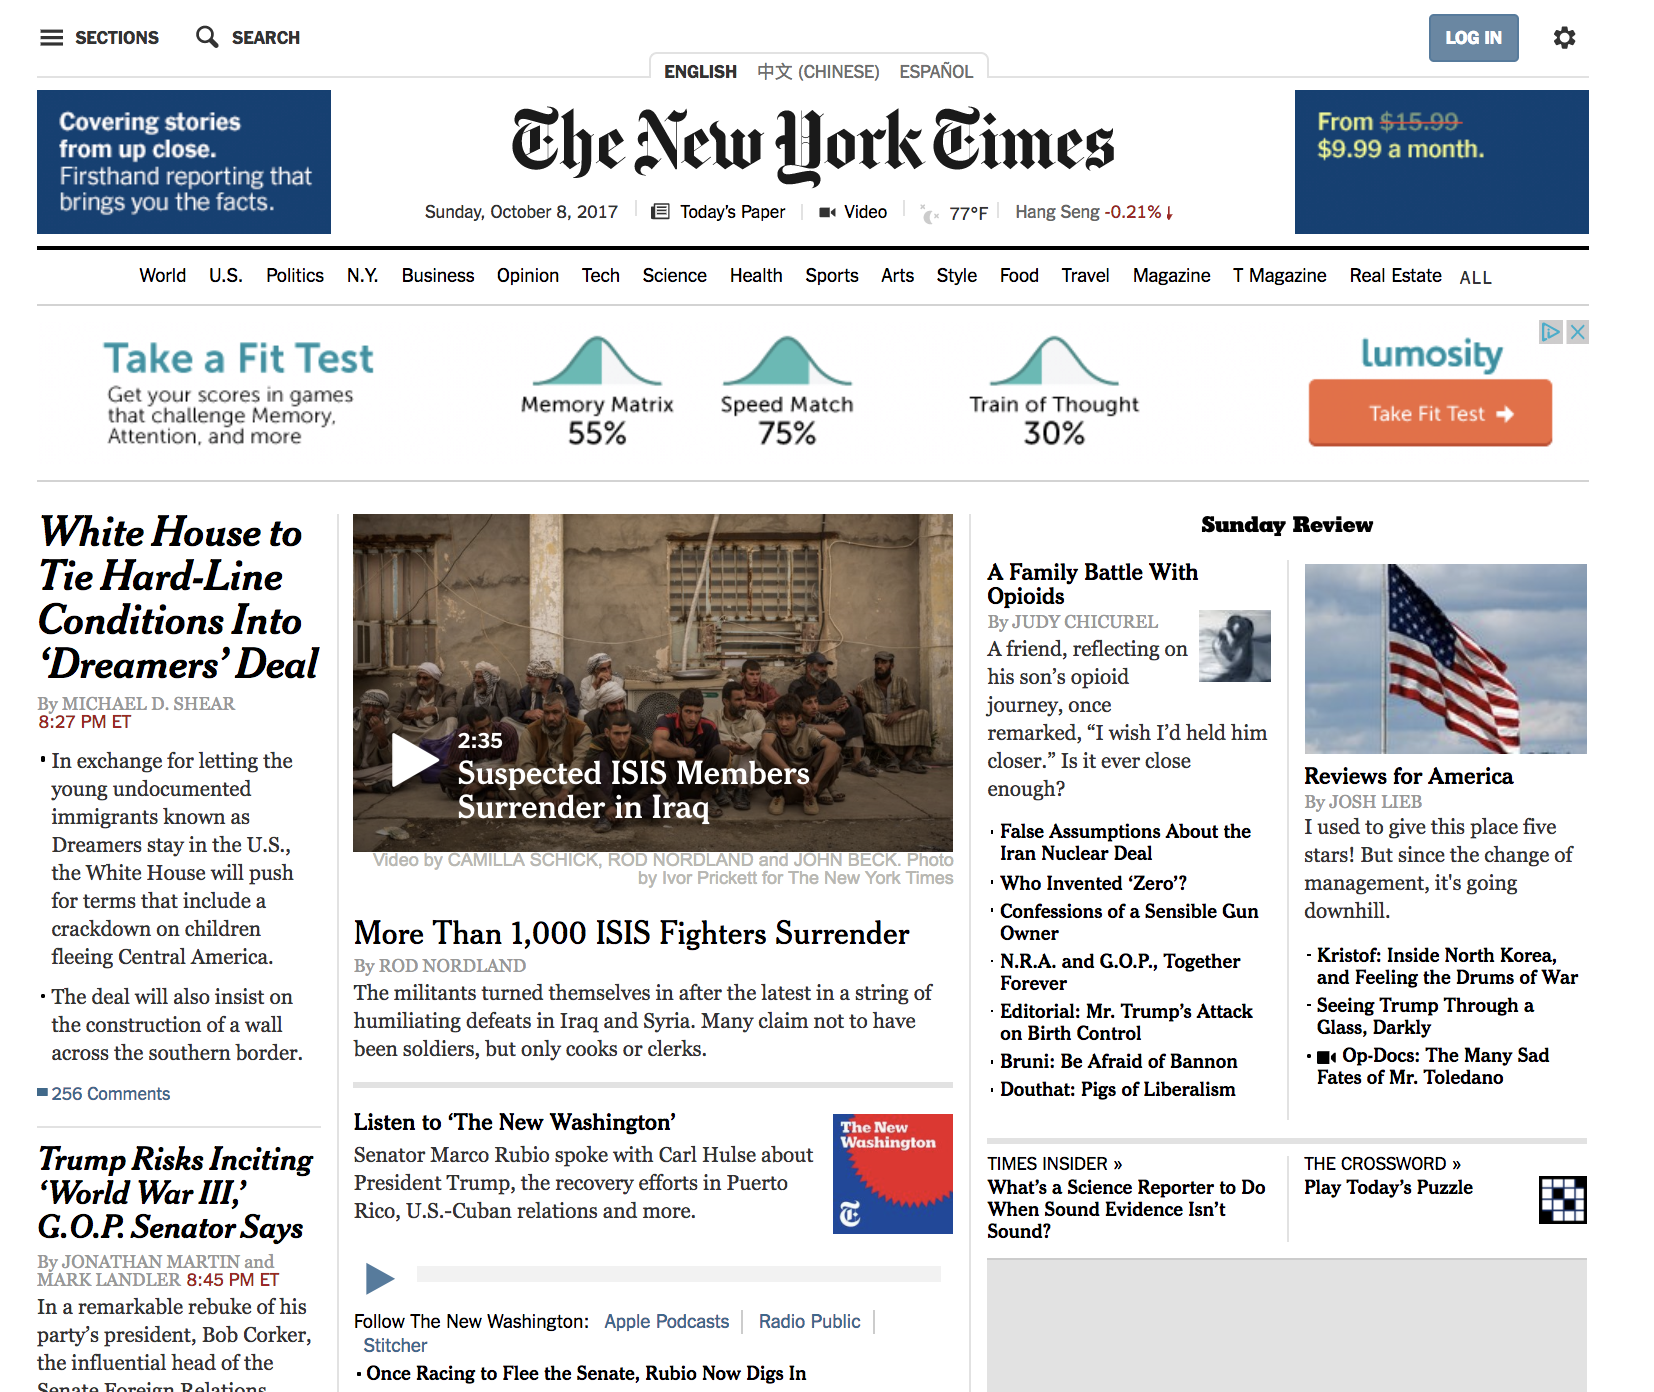 SECTIONS
SEARCH
LOG IN
ENGLISH 中文 (CHINESE) ESPAÑOL
Covering stories
from up close.
Firsthand reporting that
brings you the facts.
The New York Times
From $15.99
$9.99 a month.
Sunday, October 8, 2017
Today's Paper
Video
77°F
Hang Seng -0.21%↓
World U.S. Politics N.Y. Business Opinion Tech Science Health Sports Arts Style Food Travel Magazine T Magazine Real Estate ALL
Take a Fit Test
Get your scores in games
that challenge Memory,
Attention, and more
Memory Matrix
55%
Speed Match
75%
Train of Thought
30%
lumosity
Take Fit Test
White House to
Tie Hard-Line
Conditions Into
‘Dreamers’ Deal
By MICHAEL D. SHEAR
8:27 PM ET
• In exchange for letting the
young undocumented
immigrants known as
Dreamers stay in the U.S.,
the White House will push
for terms that include a
crackdown on children
fleeing Central America.
• The deal will also insist on
the construction of a wall
across the southern border.
256 Comments
Trump Risks Inciting
‘World War III,’
G.O.P. Senator Says
By JONATHAN MARTIN and
MARK LANDLER 8:45 PM ET
In a remarkable rebuke of his
party’s president, Bob Corker,
the influential head of the
Senate Foreign Relations
2:35
Suspected ISIS Members
Surrender in Iraq
Video by CAMILLA SCHICK, ROD NORDLAND and JOHN BECK. Photo
by Ivor Prickett for The New York Times
More Than 1,000 ISIS Fighters Surrender
By ROD NORDLAND
The militants turned themselves in after the latest in a string of
humiliating defeats in Iraq and Syria. Many claim not to have
been soldiers, but only cooks or clerks.
Listen to ‘The New Washington’
Senator Marco Rubio spoke with Carl Hulse about
President Trump, the recovery efforts in Puerto
Rico, U.S.-Cuban relations and more.
The New
Washington
Follow The New Washington: Apple Podcasts | Radio Public |
Stitcher
• Once Racing to Flee the Senate, Rubio Now Digs In
Sunday Review
A Family Battle With
Opioids
By JUDY CHICUREL
A friend, reflecting on
his son’s opioid
journey, once
remarked, “I wish I’d held him
closer.” Is it ever close
enough?
• False Assumptions About the
Iran Nuclear Deal
• Who Invented ‘Zero’?
• Confessions of a Sensible Gun
Owner
• N.R.A. and G.O.P., Together
Forever
• Editorial: Mr. Trump’s Attack
on Birth Control
• Bruni: Be Afraid of Bannon
• Douthat: Pigs of Liberalism
Reviews for America
By JOSH LIEB
I used to give this place five
stars! But since the change of
management, it's going
downhill.
• Kristof: Inside North Korea,
and Feeling the Drums of War
• Seeing Trump Through a
Glass, Darkly
• Op-Docs: The Many Sad
Fates of Mr. Toledano
TIMES INSIDER »
What’s a Science Reporter to Do
When Sound Evidence Isn’t
Sound?
THE CROSSWORD »
Play Today’s Puzzle